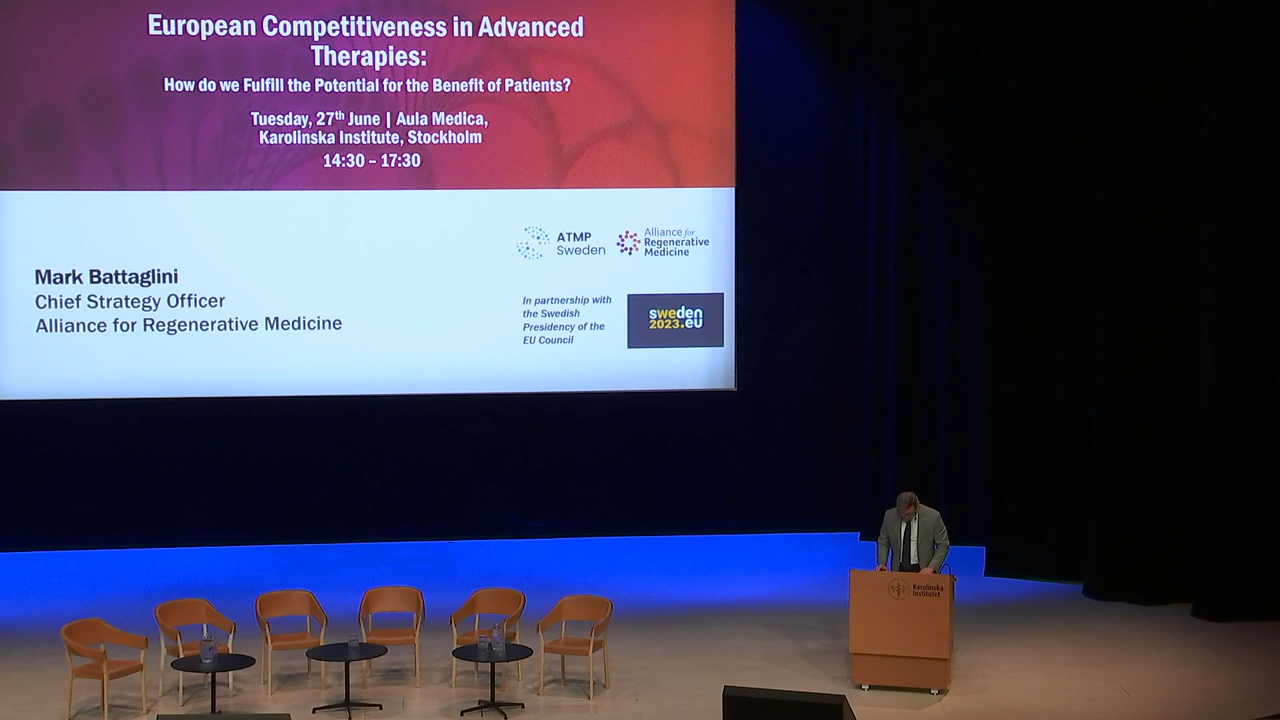 European Competitiveness in Advanced
Therapies:
How do we Fulfill the Potential for the Benefit of Patients?
Tuesday, 27th June | Aula Medica,
Karolinska Institute, Stockholm
14:30 – 17:30
ATMP
Sweden
Alliance for
Regenerative
Medicine
Mark Battaglini
Chief Strategy Officer
Alliance for Regenerative Medicine
In partnership with
the Swedish
Presidency of the
EU Council
sweden
2023.eu
Karolinska
Institutet